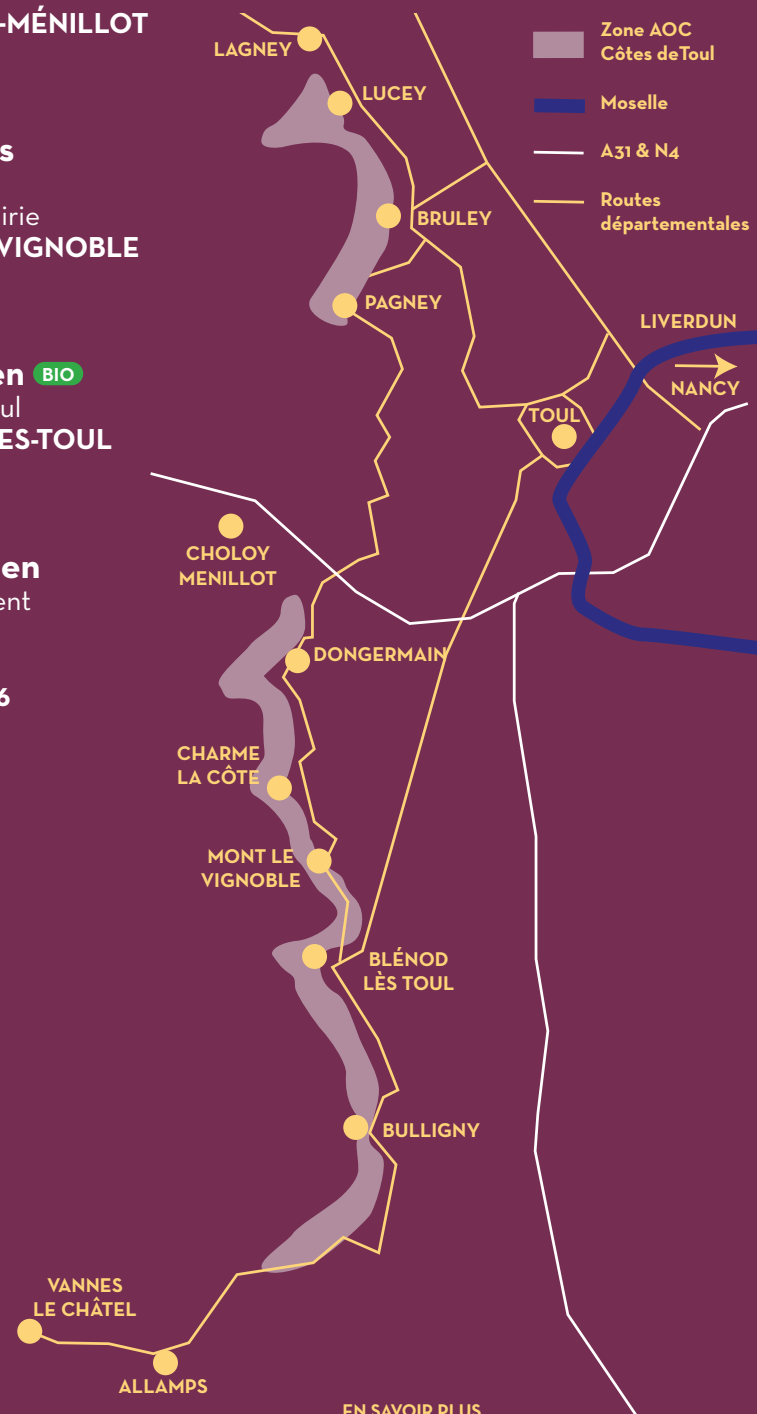 -MÉNILLOT
s
irie
VIGNOBLE
en BIO
ul
ES-TOUL
en
ent
6
LAGNEY
LUCEY
BRULEY
PAGNEY
Zone AOC
Côtes deToul
Moselle
A31 & N4
Routes
départementales
LIVERDUN
NANCY
TOUL
CHOLOY
MENILLOT
DONGERMAIN
CHARME
LA CÔTE
MONT LE
VIGNOBLE
BLÉNOD
LÈS TOUL
BULLIGNY
VANNES
LE CHÂTEL
ALLAMPS
EN SAVOIR PLUS